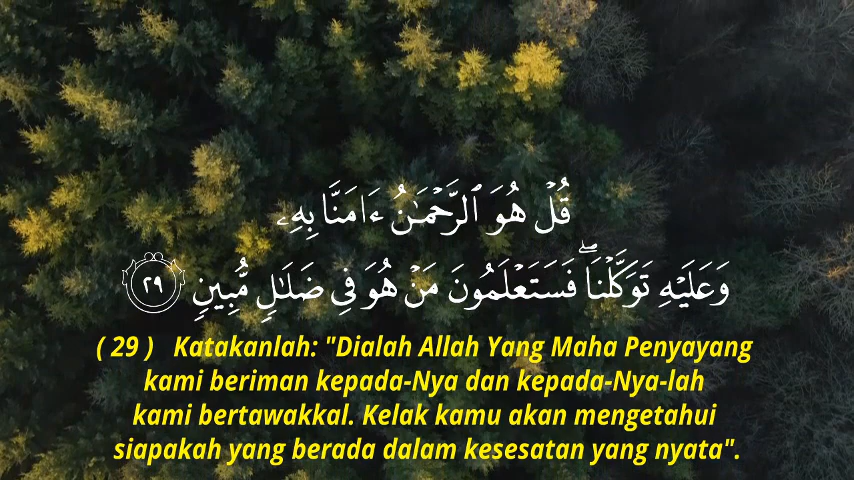 قُلْ هُوَ ٱلرَّحْمَـٰنُ ءَامَنَّا بِهِۦ
وَعَلَيْهِ تَوَكَّلْنَا ۖ فَسَتَعْلَمُونَ مَنْ هُوَ فِى ضَلَـٰلٍ مُّبِينٍ ٢٩
( 29 ) Katakanlah: "Dialah Allah Yang Maha Penyayang
kami beriman kepada-Nya dan kepada-Nya-lah
kami bertawakkal. Kelak kamu akan mengetahui
siapakah yang berada dalam kesesatan yang nyata".